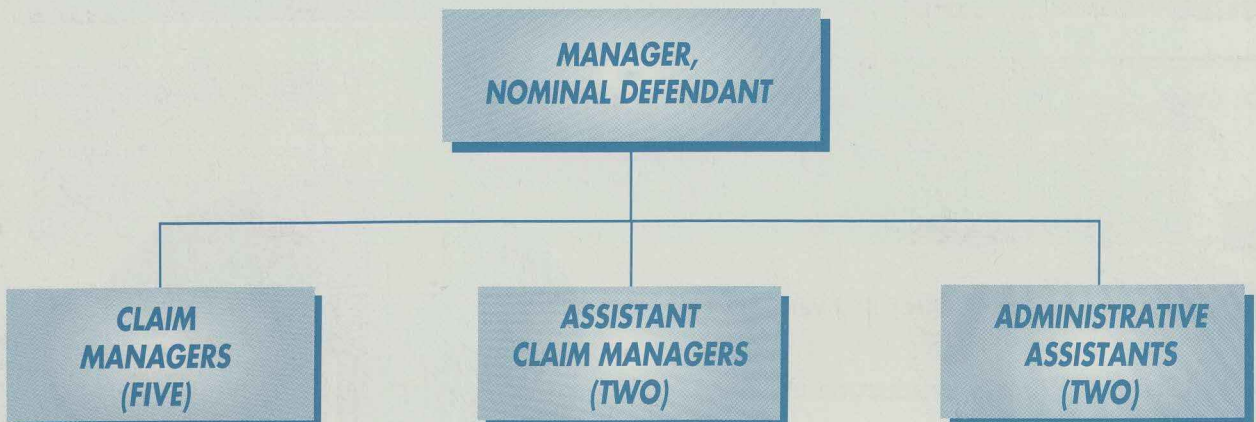 MANAGER,
NOMINAL DEFENDANT
CLAIM
MANAGERS
(FIVE)
ASSISTANT
CLAIM MANAGERS
(TWO)
ADMINISTRATIVE
ASSISTANTS
(TWO)